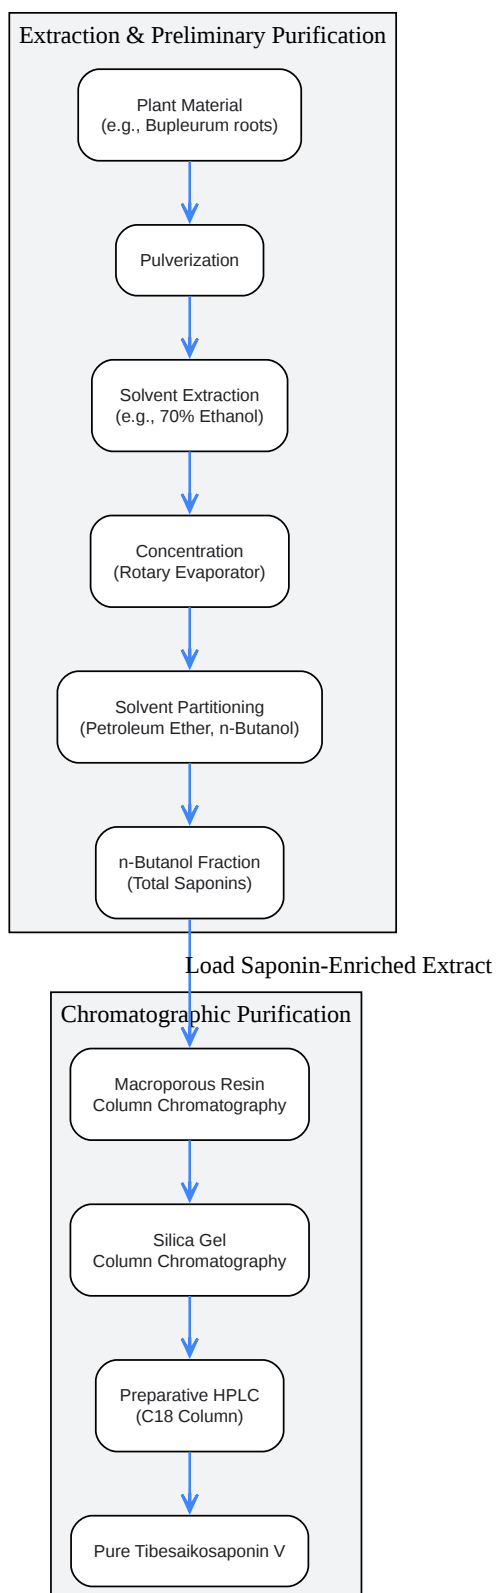 Extraction & Preliminary Purification
Plant Material
(e.g., Bupleurum roots)
Pulverization
Solvent Extraction
(e.g., 70% Ethanol)
Concentration
(Rotary Evaporator)
Solvent Partitioning
(Petroleum Ether, n-Butanol)
n-Butanol Fraction
(Total Saponins)
Load Saponin-Enriched Extract
Chromatographic Purification
Macroporous Resin
Column Chromatography
Silica Gel
Column Chromatography
Preparative HPLC
(C18 Column)
Pure Tibesaikosaponin V